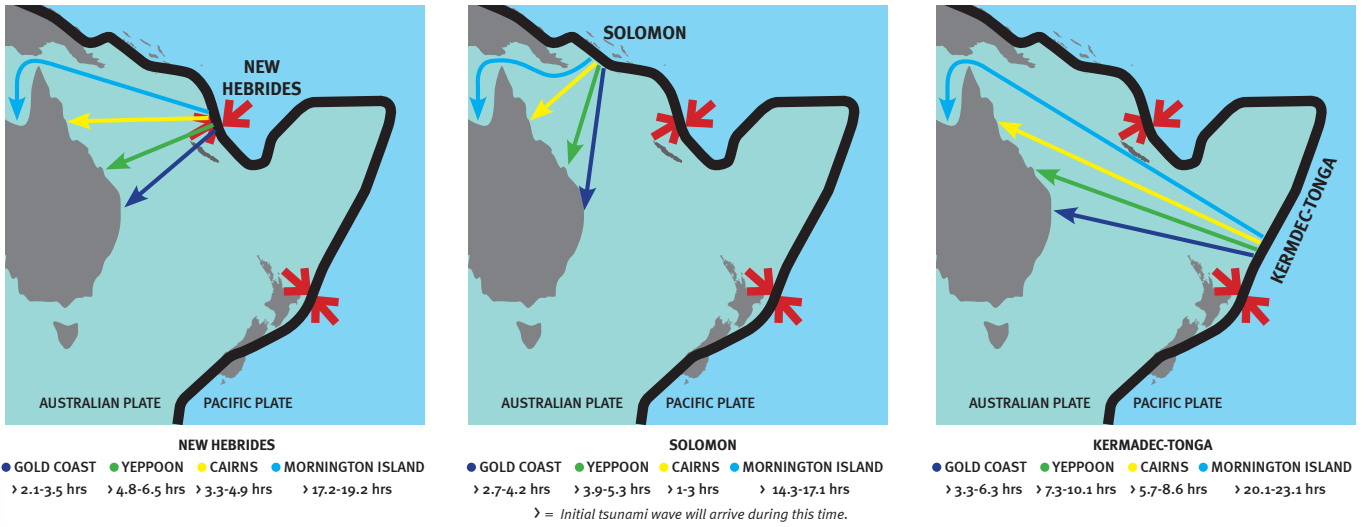 NEW
HEBRIDES
AUSTRALIAN PLATE PACIFIC PLATE
NEW HEBRIDES
GOLD COAST YEPPOON CAIRNS MORNINGTON ISLAND
> 2.1-3.5 hrs > 4.8-6.5 hrs > 3.3-4.9 hrs > 17.2-19.2 hrs
SOLOMON
AUSTRALIAN PLATE PACIFIC PLATE
SOLOMON
GOLD COAST YEPPOON CAIRNS MORNINGTON ISLAND
> 2.7-4.2 hrs > 3.9-5.3 hrs > 1-3 hrs > 14.3-17.1 hrs
KERMDEC-TONGA
AUSTRALIAN PLATE PACIFIC PLATE
KERMADEC-TONGA
GOLD COAST YEPPOON CAIRNS MORNINGTON ISLAND
> 3.3-6.3 hrs > 7.3-10.1 hrs > 5.7-8.6 hrs > 20.1-23.1 hrs
> = Initial tsunami wave will arrive during this time.